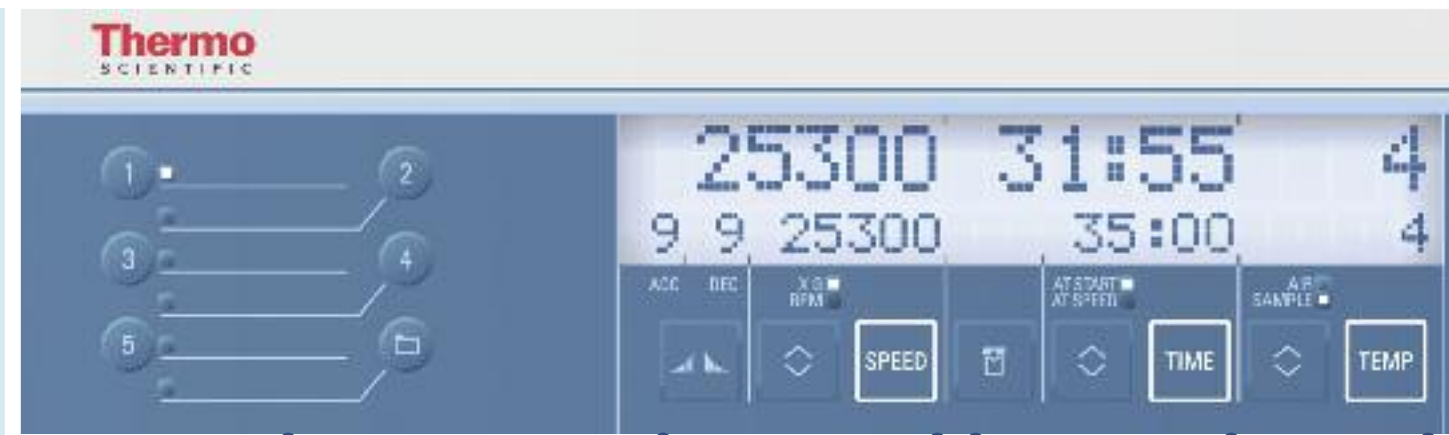 Thermo
SCIENTIFIC
1
2
3
4
5
25300 31:55 4
9 9 25300 35:00 4
ACC DEC
X G
RPM
AT START
AT SPEED
AIR
SAMPLE
SPEED
TIME
TEMP